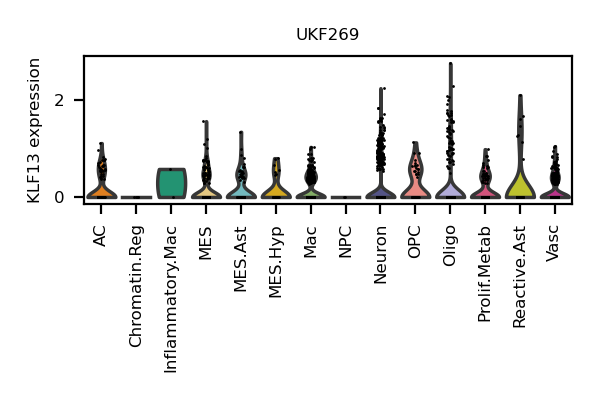 UKF269
KLF13 expression
2
0
AC
Chromatin.Reg
Inflammatory.Mac
MES
MES.Ast
MES.Hyp
Mac
NPC
Neuron
OPC
Oligo
Prolif.Metab
Reactive.Ast
Vasc